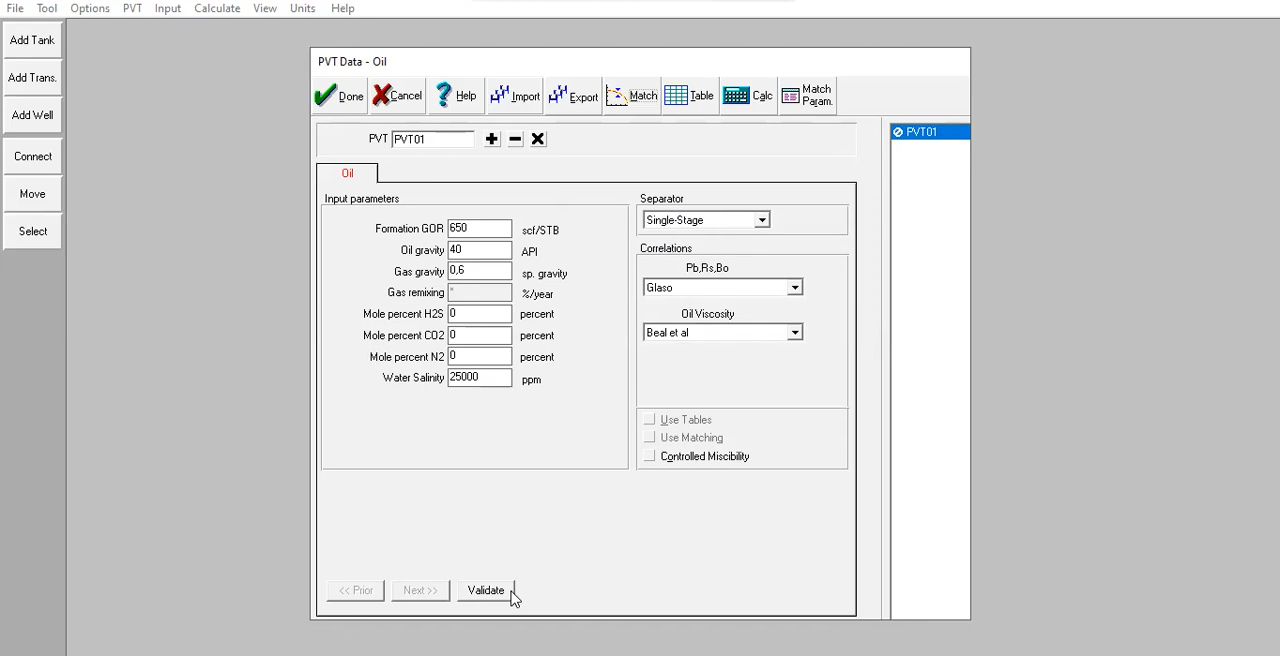 File Tool Options PVT Input Calculate View Units Help
Add Tank
Add Trans.
Add Well
Connect
Move
Select
PVT Data - Oil
Done Cancel Help Import Export Match Table Calc Match Param.
PVT PVT01
PVT01
Oil
Input parameters
Formation GOR 650 scf/STB
Oil gravity 40 API
Gas gravity 0,6 sp. gravity
Gas remixing * %/year
Mole percent H2S 0 percent
Mole percent CO2 0 percent
Mole percent N2 0 percent
Water Salinity 25000 ppm
Separator
Single-Stage
Correlations
Pb,Rs,Bo
Glaso
Oil Viscosity
Beal et al
Use Tables
Use Matching
Controlled Miscibility
<< Prior Next >> Validate